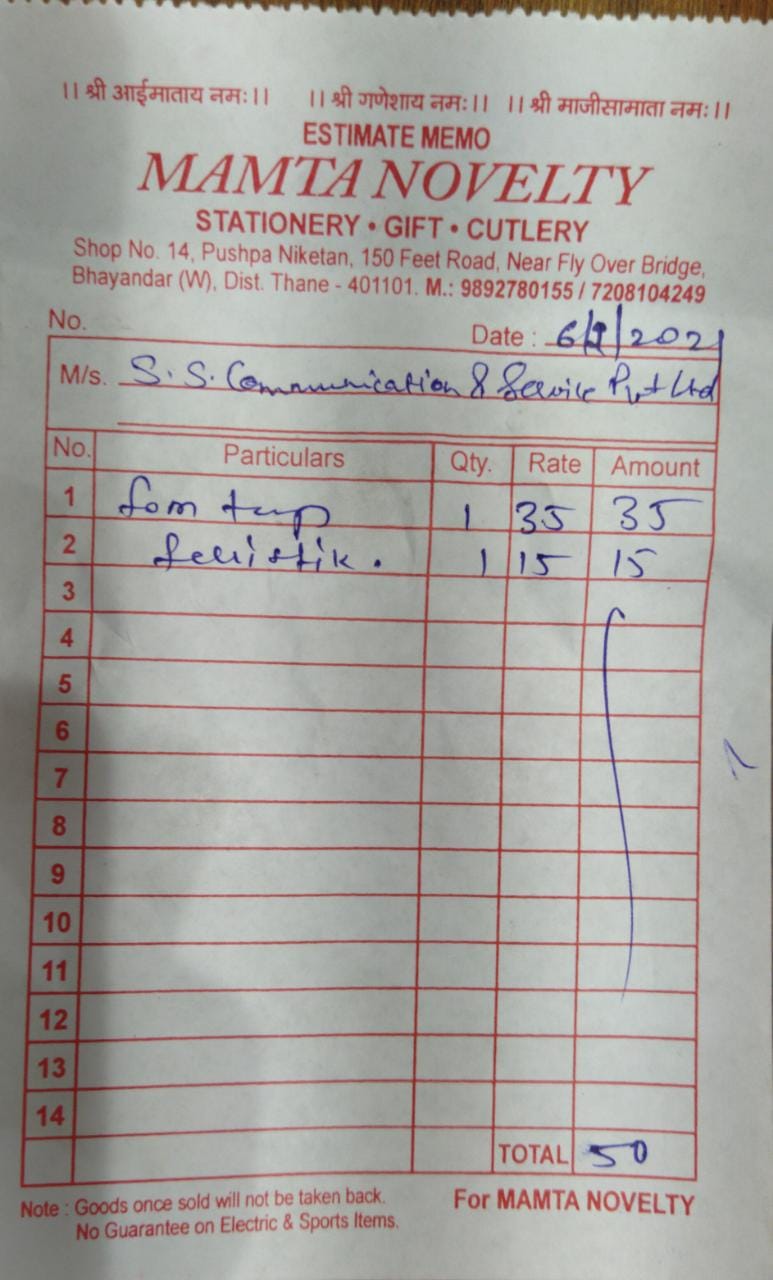 ।। श्री आईमाताय नमः।। ।। श्री गणेशाय नमः।। ।। श्री माजीसामाता नमः।।
ESTIMATE MEMO
MAMTA NOVELTY
STATIONERY • GIFT • CUTLERY
Shop No. 14, Pushpa Niketan, 150 Feet Road, Near Fly Over Bridge,
Bhayandar (W), Dist. Thane - 401101. M.: 9892780155 / 7208104249
No.
Date : 6/ /2021
M/s. S. S. Communication & Service Pvt Ltd
No. Particulars Qty. Rate Amount
1 fom tap 1 35 35
2 1 15 15
3
4
5
6
7
8
9
10
11
12
13
14
TOTAL 50
Note : Goods once sold will not be taken back.
No Guarantee on Electric & Sports Items.
For MAMTA NOVELTY